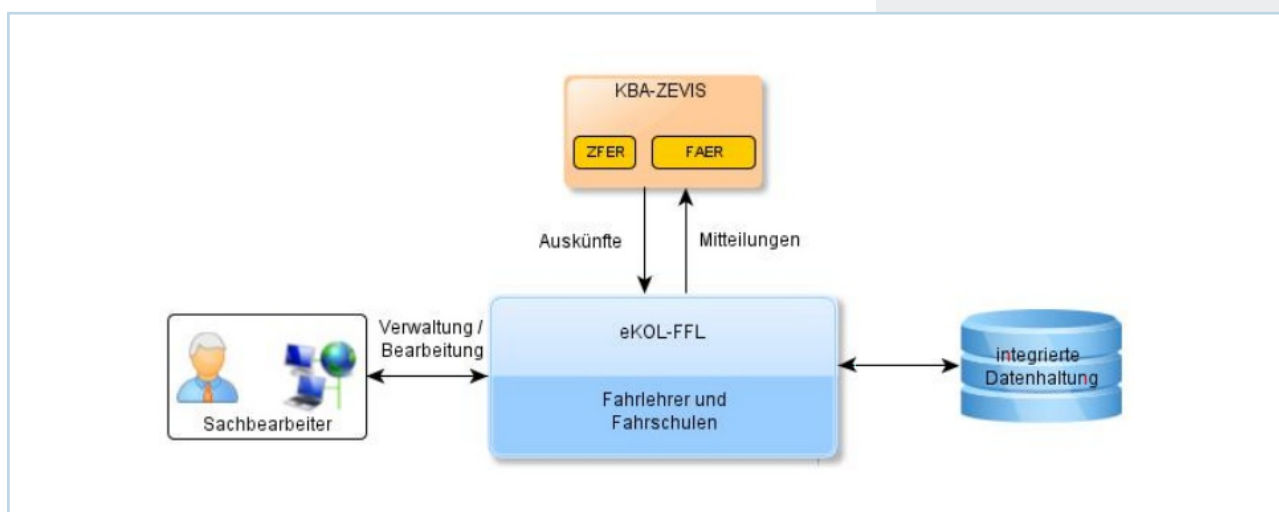 KBA-ZEVIS
ZFER
FAER
Auskünfte
Mitteilungen
Verwaltung /
Bearbeitung
Sachbearbeiter
eKOL-FFL
Fahrlehrer und
Fahrschulen
integrierte
Datenhaltung